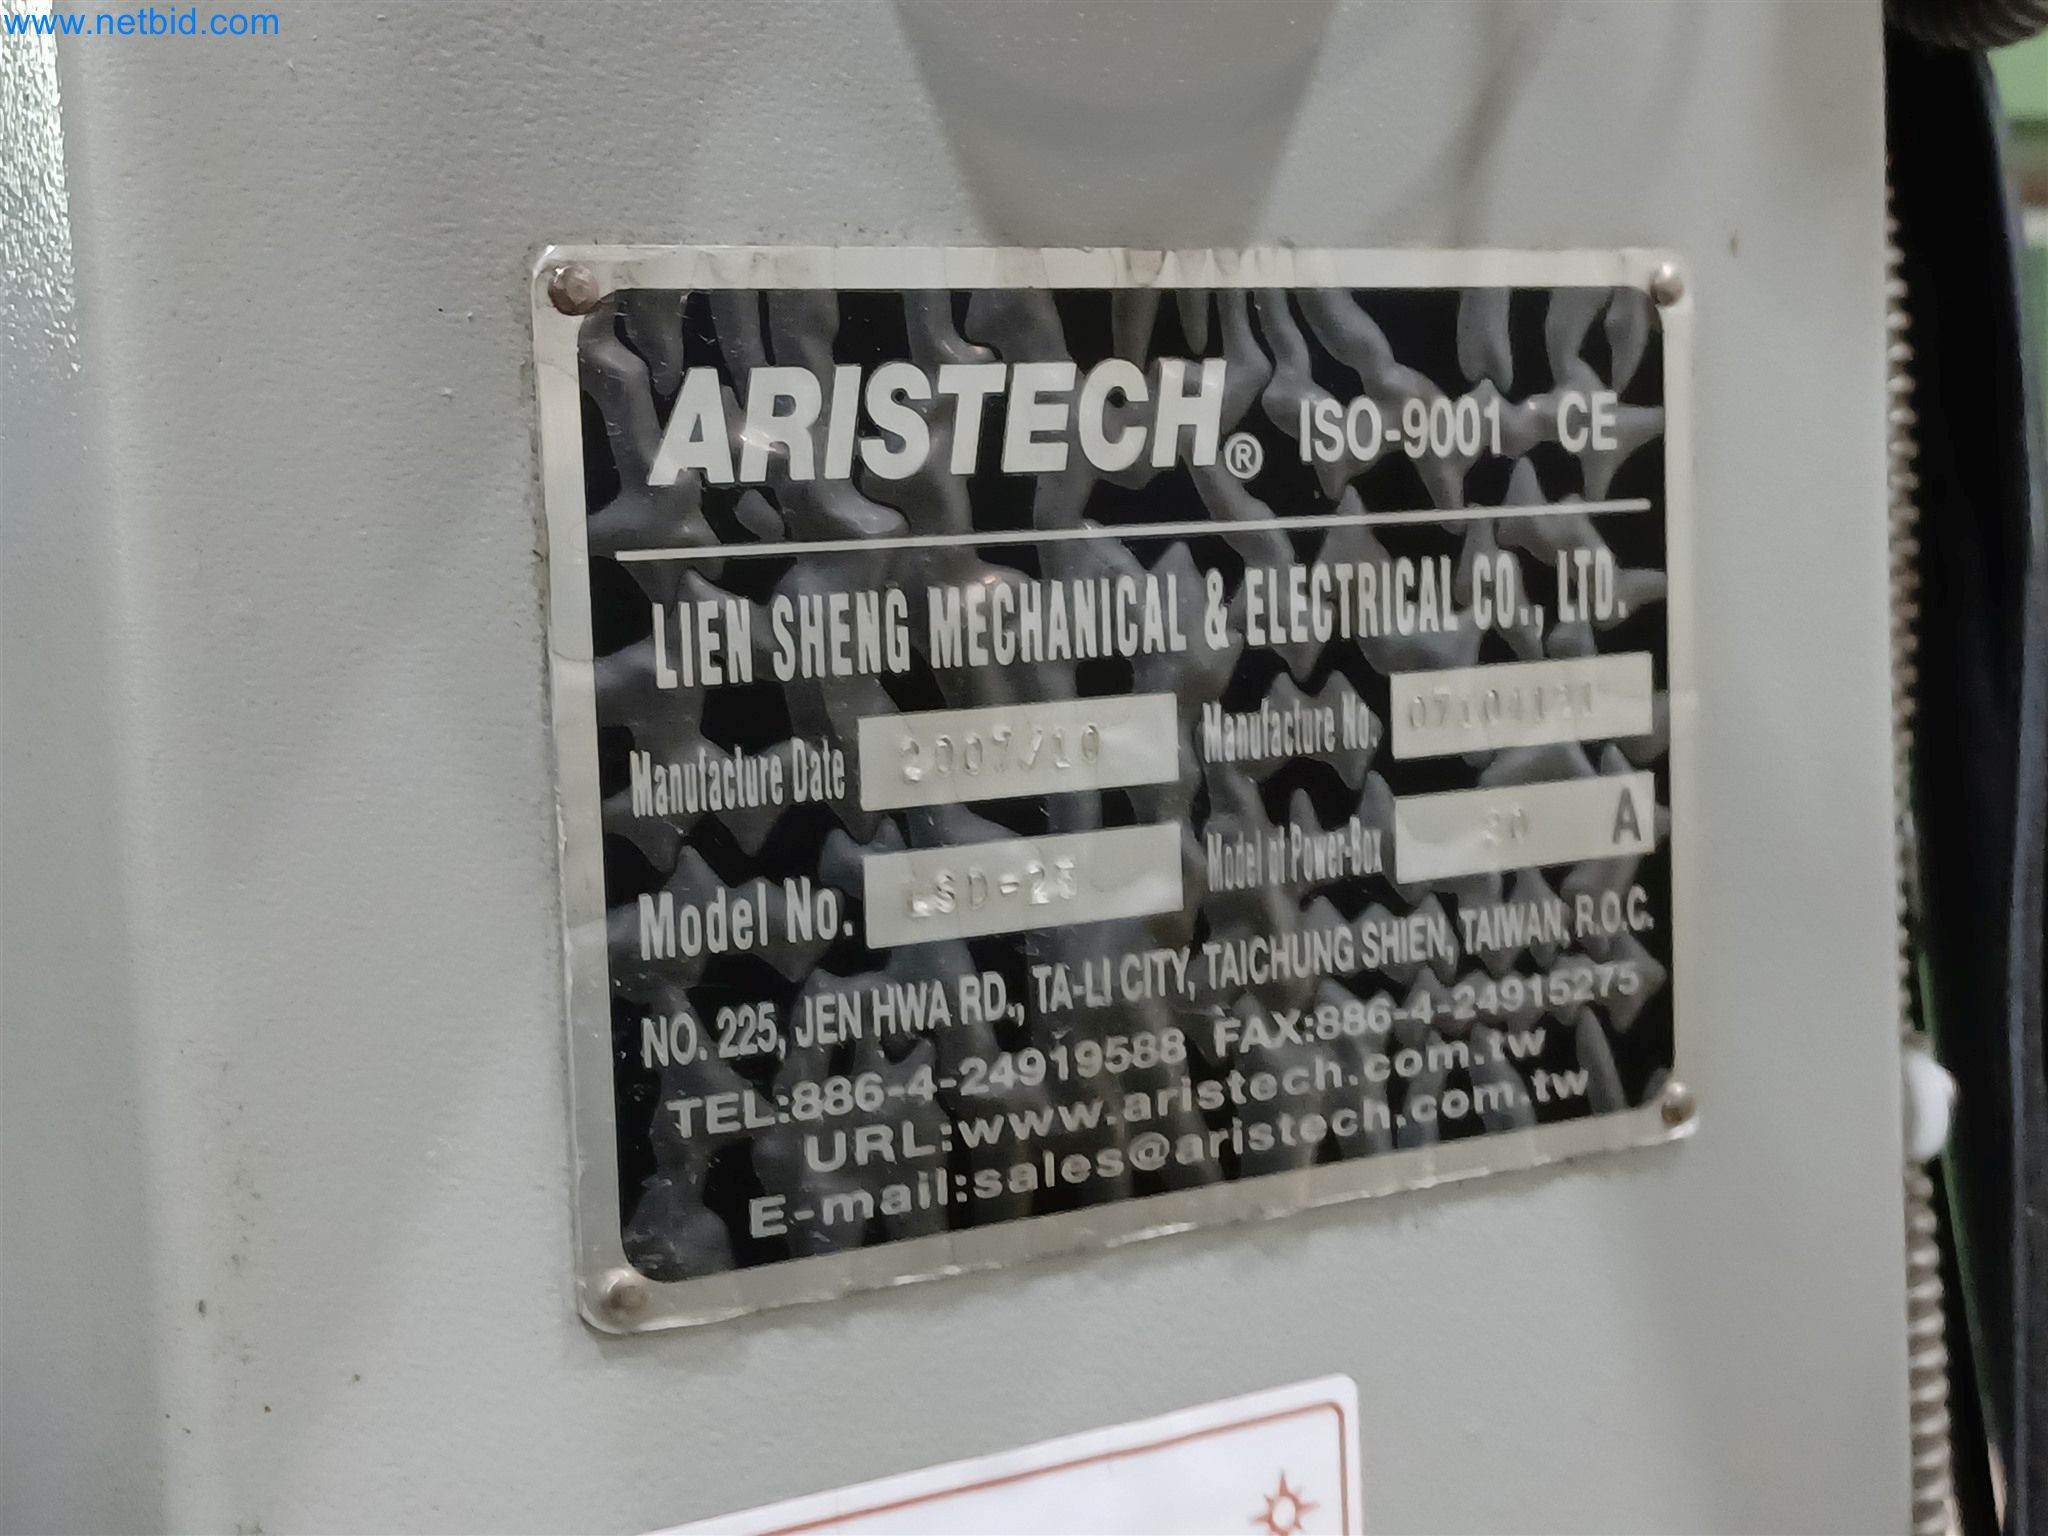 www.netbid.com
ARISTECH® ISO-9001 CE
LIEN SHENG MECHANICAL & ELECTRICAL CO., LTD.
Manufacture Date 2007/10 Manufacture No.
Model No. Model of Power-Box A
NO. 225, JEN HWA RD., TA-LI CITY, TAICHUNG SHIEN, TAIWAN, R.O.C.
TEL:886-4-24919588 FAX:886-4-24915275
URL:www.aristech.com.tw
E-mail:sales@aristech.com.tw